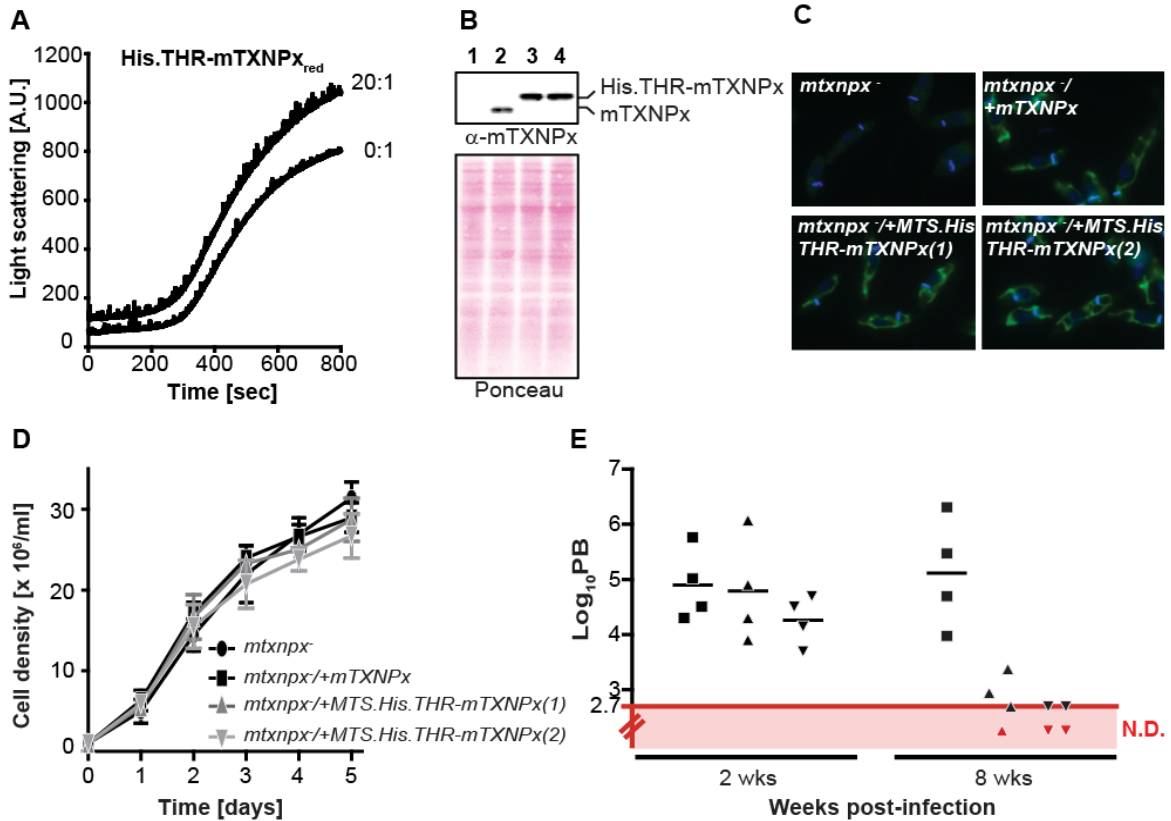 A
His.THR-mTXNPx red
Light scattering [A.U.]
1200
1000
800
600
400
200
0
20:1
0:1
0 200 400 600 800
Time [sec]
B
1 2 3 4
His.THR-mTXNPx
mTXNPx
α-mTXNPx
Ponceau
C
mtxnpx -
mtxnpx -/
+mTXNPx
mtxnpx -/+MTS.His
THR-mTXNPx(1)
mtxnpx -/+MTS.His
THR-mTXNPx(2)
D
Cell density [x 10⁶/ml]
30
20
10
0
mtxnpx-
mtxnpx-/+mTXNPx
mtxnpx-/+MTS.His.THR-mTXNPx(1)
mtxnpx-/+MTS.His.THR-mTXNPx(2)
0 1 2 3 4 5
Time [days]
E
Log₁₀PB
7
6
5
4
3
2.7
N.D.
2 wks 8 wks
Weeks post-infection